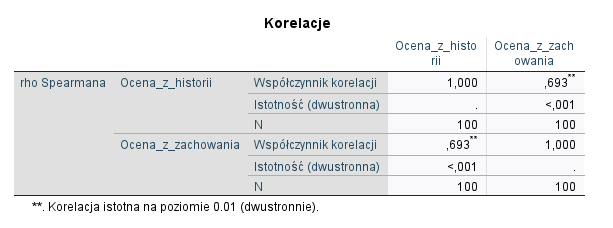 Korelacje
Ocena_z_histo Ocena_z_zach
rii owania
rho Spearmana Ocena_z_historii Współczynnik korelacji 1,000 ,693**
Istotność (dwustronna) . <,001
N 100 100
Ocena_z_zachowania Współczynnik korelacji ,693** 1,000
Istotność (dwustronna) <,001 .
N 100 100
**. Korelacja istotna na poziomie 0.01 (dwustronnie).